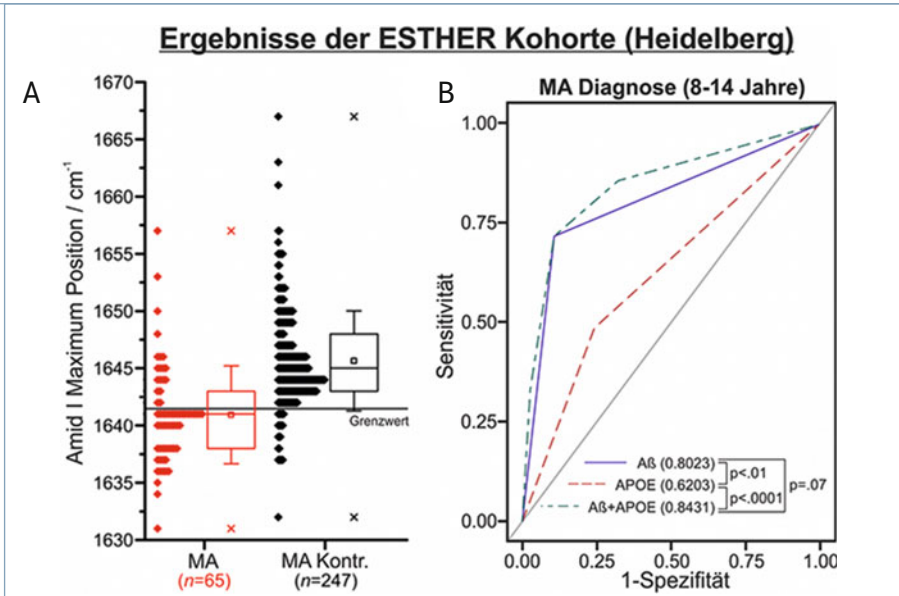 Ergebnisse der ESTHER Kohorte (Heidelberg)
A
Amid I Maximum Position / cm⁻¹
1670
1665
1660
1655
1650
1645
1640
1635
1630
Grenzwert
MA
(n=65)
MA Kontr.
(n=247)
B
MA Diagnose (8-14 Jahre)
Sensitivität
1.00
0.75
0.50
0.25
0.00
Aß (0.8023)
APOE (0.6203)
Aß+APOE (0.8431)
p<.01
p<.0001
p=.07
0.00 0.25 0.50 0.75 1.00
1-Spezifität